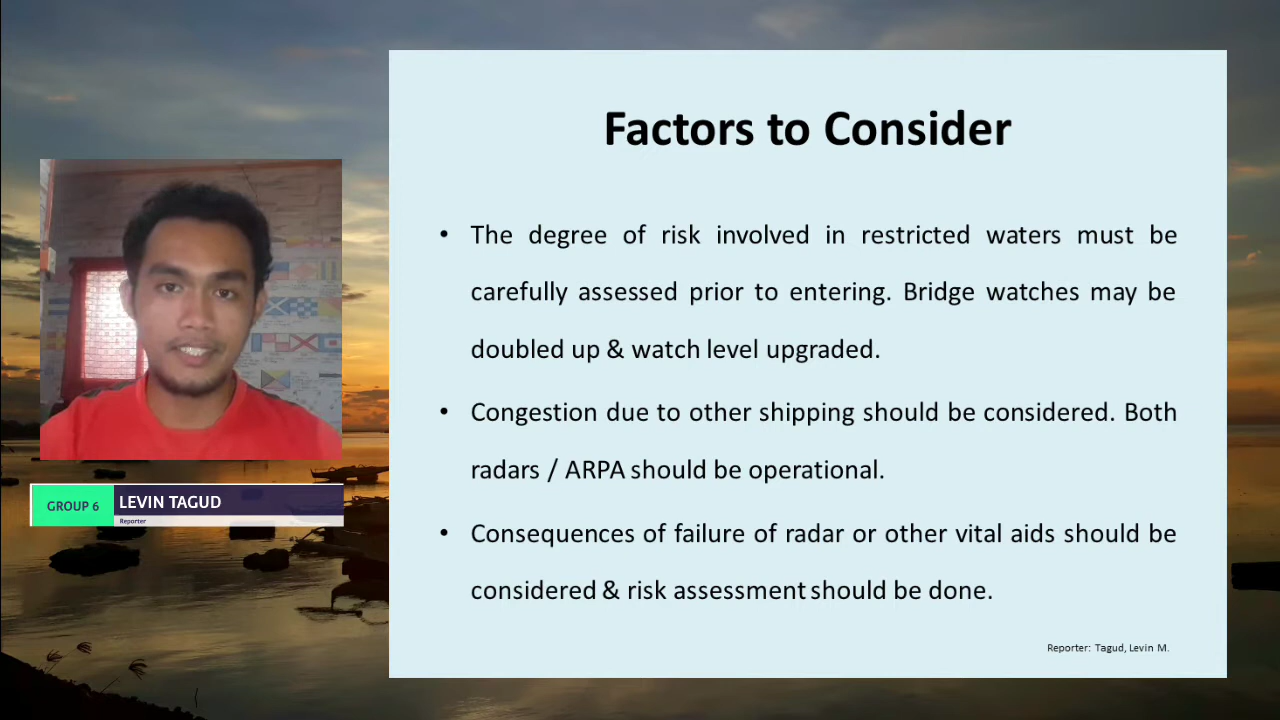 Factors to Consider
• The degree of risk involved in restricted waters must be
carefully assessed prior to entering. Bridge watches may be
doubled up & watch level upgraded.
• Congestion due to other shipping should be considered. Both
radars / ARPA should be operational.
• Consequences of failure of radar or other vital aids should be
considered & risk assessment should be done.
Reporter: Tagud, Levin M.
GROUP 6
LEVIN TAGUD
Reporter